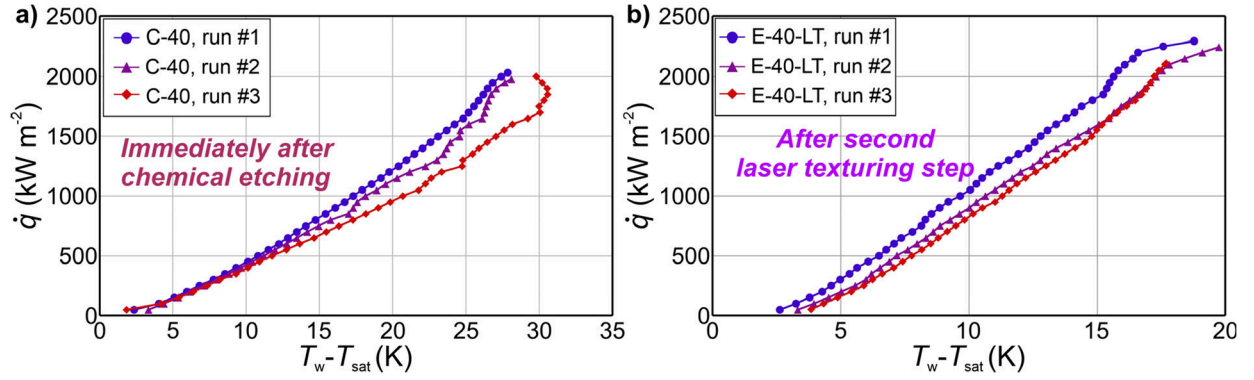 a)
2500
2000
1500
1000
500
0
q̇ (kW m⁻²)
C-40, run #1
C-40, run #2
C-40, run #3
Immediately after
chemical etching
0 5 10 15 20 25 30 35
Tw-Tsat (K)
b)
2500
2000
1500
1000
500
0
q̇ (kW m⁻²)
E-40-LT, run #1
E-40-LT, run #2
E-40-LT, run #3
After second
laser texturing step
0 5 10 15 20
Tw-Tsat (K)